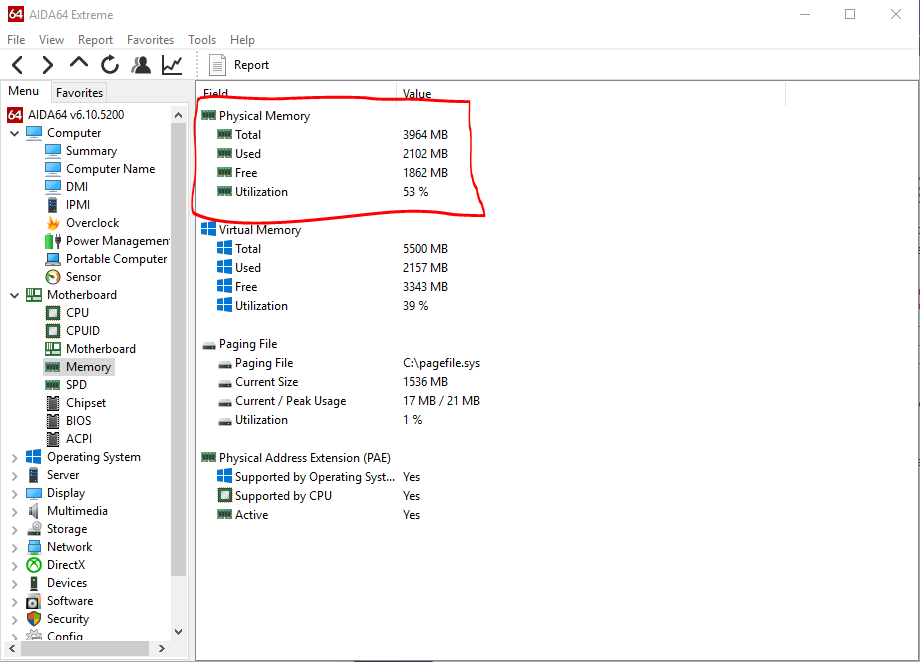 64 AIDA64 Extreme
File View Report Favorites Tools Help
Report
Menu Favorites
Field Value
64 AIDA64 v6.10.5200
Computer
Summary
Computer Name
DMI
IPMI
Overclock
Power Managemen
Portable Computer
Sensor
Motherboard
CPU
CPUID
Motherboard
Memory
SPD
Chipset
BIOS
ACPI
Operating System
Server
Display
Multimedia
Storage
Network
DirectX
Devices
Software
Security
Config
Physical Memory
Total 3964 MB
Used 2102 MB
Free 1862 MB
Utilization 53 %
Virtual Memory
Total 5500 MB
Used 2157 MB
Free 3343 MB
Utilization 39 %
Paging File
Paging File C:\pagefile.sys
Current Size 1536 MB
Current / Peak Usage 17 MB / 21 MB
Utilization 1 %
Physical Address Extension (PAE)
Supported by Operating Syst... Yes
Supported by CPU Yes
Active Yes